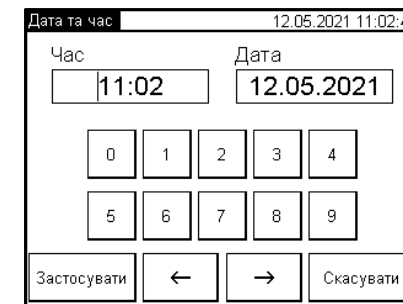 Дата та час 12.05.2021 11:02:4
Час Дата
11:02 12.05.2021
0 1 2 3 4
5 6 7 8 9
Застосувати ← → Скасувати